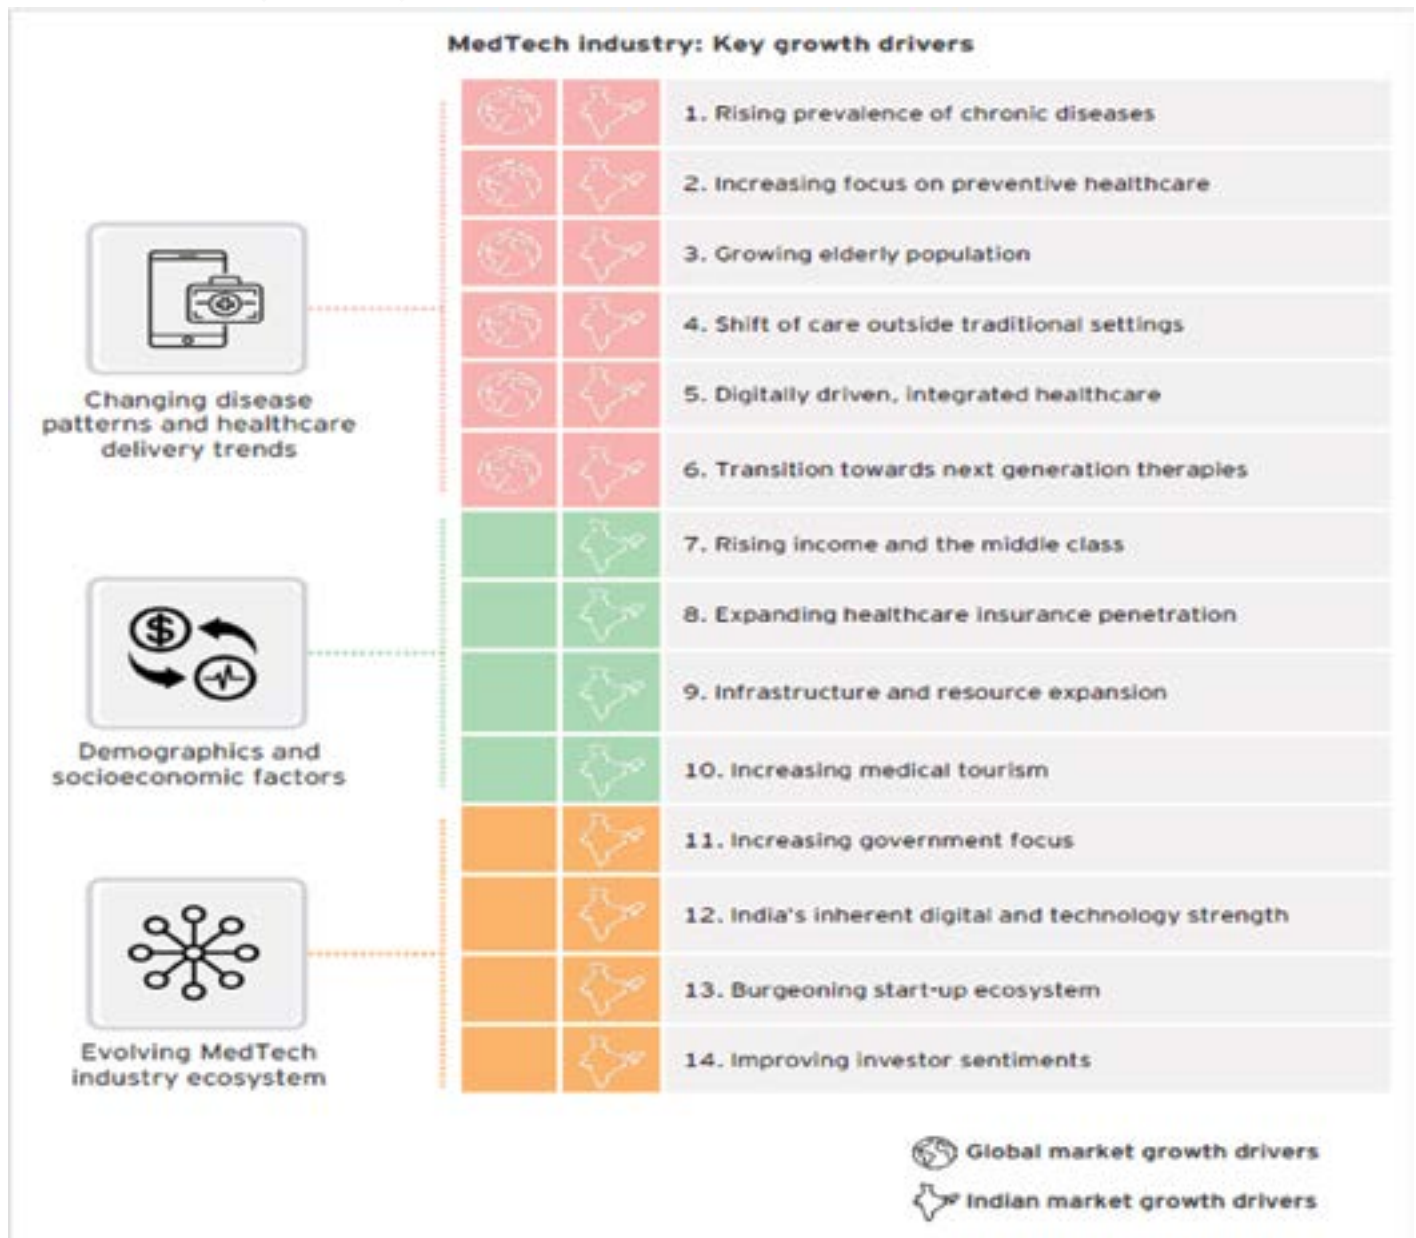 MedTech industry: Key growth drivers
1. Rising prevalence of chronic diseases
2. Increasing focus on preventive healthcare
3. Growing elderly population
4. Shift of care outside traditional settings
5. Digitally driven, integrated healthcare
6. Transition towards next generation therapies
Changing disease
patterns and healthcare
delivery trends
7. Rising income and the middle class
8. Expanding healthcare insurance penetration
9. Infrastructure and resource expansion
10. Increasing medical tourism
Demographics and
socioeconomic factors
11. Increasing government focus
12. India's inherent digital and technology strength
13. Burgeoning start-up ecosystem
14. Improving investor sentiments
Evolving MedTech
industry ecosystem
Global market growth drivers
Indian market growth drivers